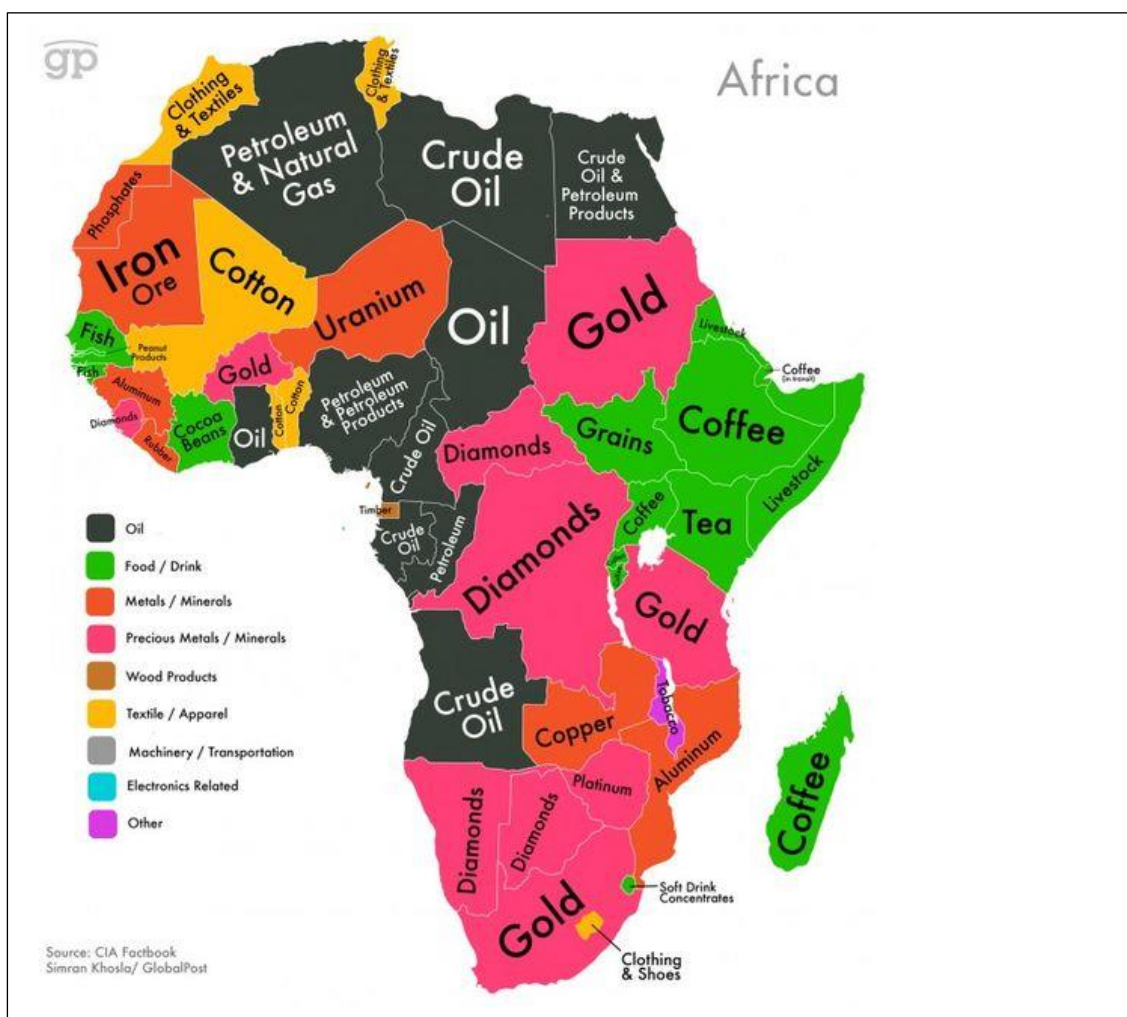 gp
Africa
Clothing
& Textiles
Clothing
& Textiles
Petroleum
& Natural
Gas
Crude
Oil
Crude
Oil &
Petroleum
Products
Phosphates
Iron
Ore
Cotton
Uranium
Oil
Gold
Livestock
Fish
Peanut
Products
Fish
Gold
Coffee
(in transit)
Aluminum
Diamonds
Rubber
Cocoa
Beans
Oil
Cotton
Cotton
Petroleum
& Petroleum
Products
Crude Oil
Diamonds
Grains
Coffee
Livestock
Timber
Crude
Oil
Petroleum
Diamonds
Coffee
Tea
Gold
Oil
Food / Drink
Metals / Minerals
Precious Metals / Minerals
Wood Products
Textile / Apparel
Machinery / Transportation
Electronics Related
Other
Crude
Oil
Copper
Tobacco
Aluminum
Platinum
Diamonds
Diamonds
Coffee
Gold
Soft Drink
Concentrates
Clothing
& Shoes
Source: CIA Factbook
Simran Khosla/ GlobalPost